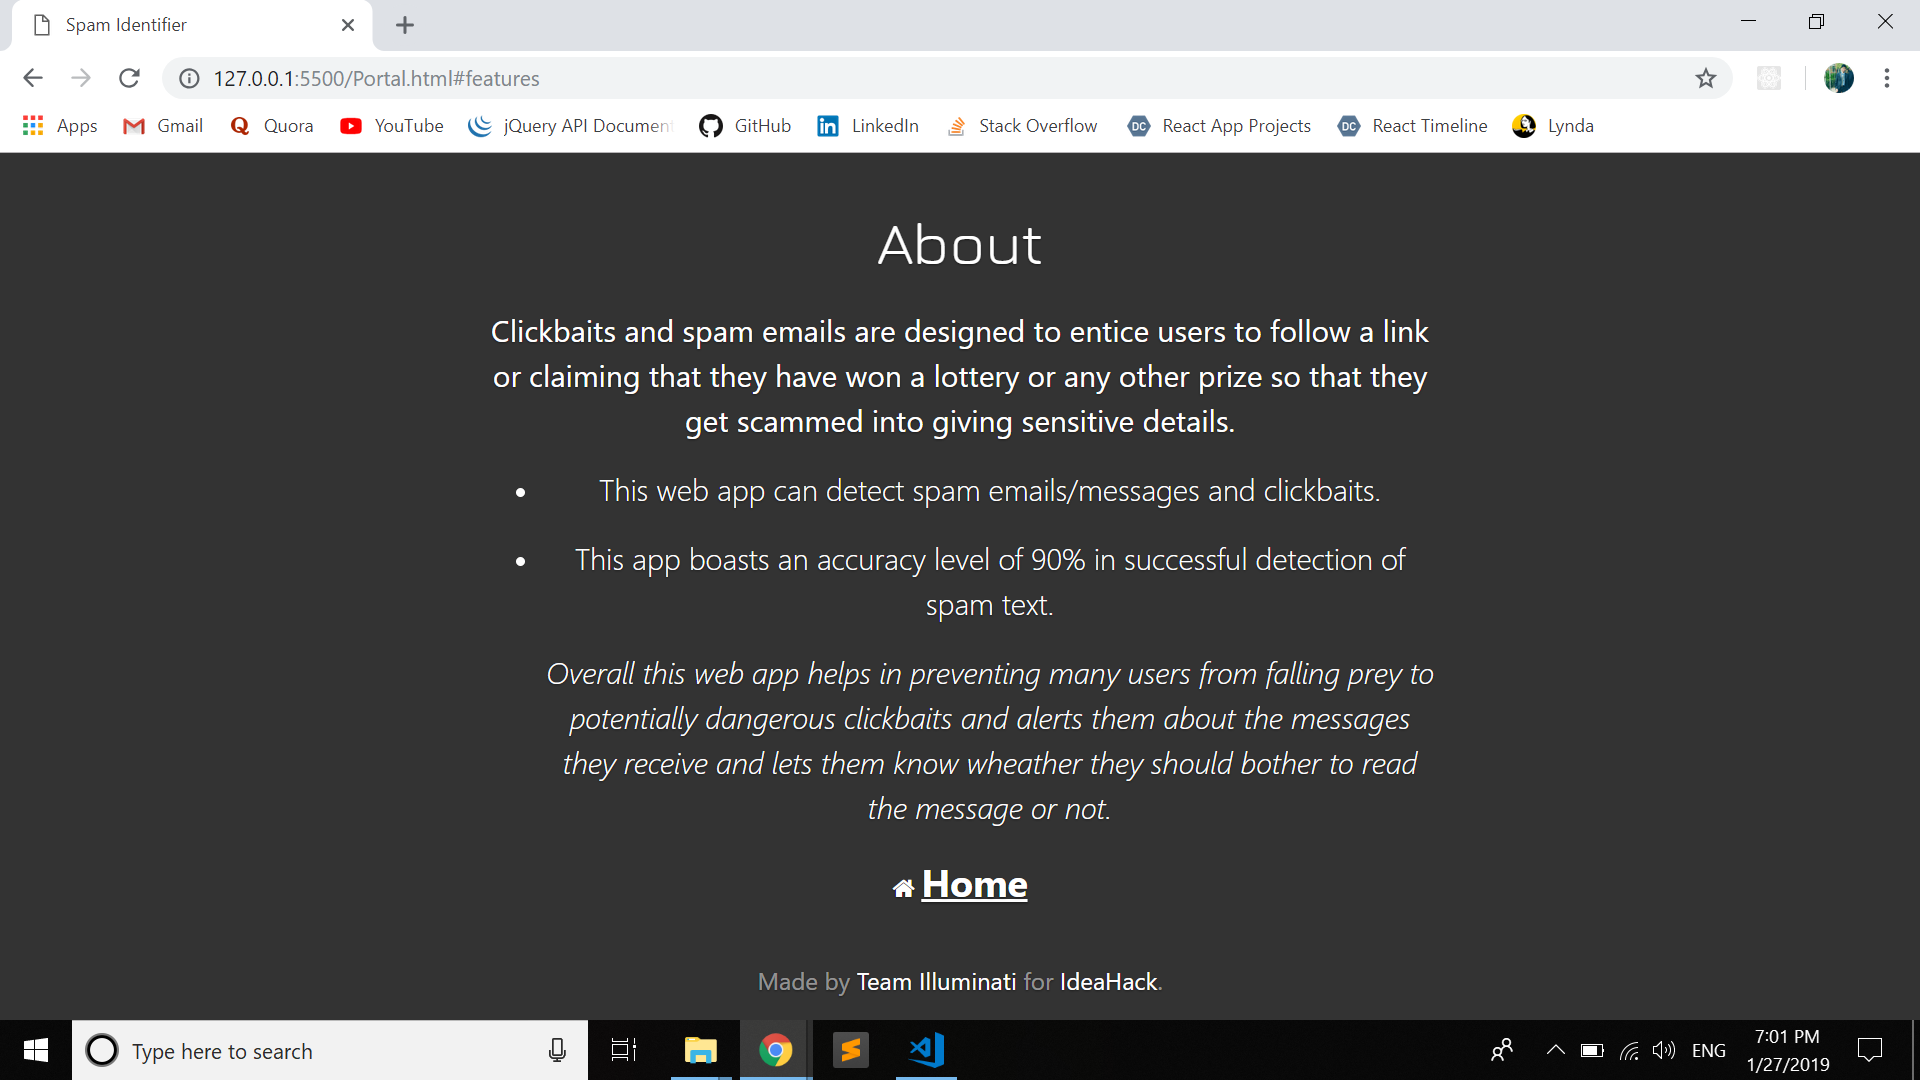 Spam Identifier
127.0.0.1:5500/Portal.html#features
Apps Gmail Quora YouTube jQuery API Document GitHub LinkedIn Stack Overflow DC React App Projects DC React Timeline Lynda
About
Clickbaits and spam emails are designed to entice users to follow a link
or claiming that they have won a lottery or any other prize so that they
get scammed into giving sensitive details.
• This web app can detect spam emails/messages and clickbaits.
• This app boasts an accuracy level of 90% in successful detection of
spam text.
Overall this web app helps in preventing many users from falling prey to
potentially dangerous clickbaits and alerts them about the messages
they receive and lets them know wheather they should bother to read
the message or not.
Home
Made by Team Illuminati for IdeaHack.
Type here to search
ENG
7:01 PM
1/27/2019